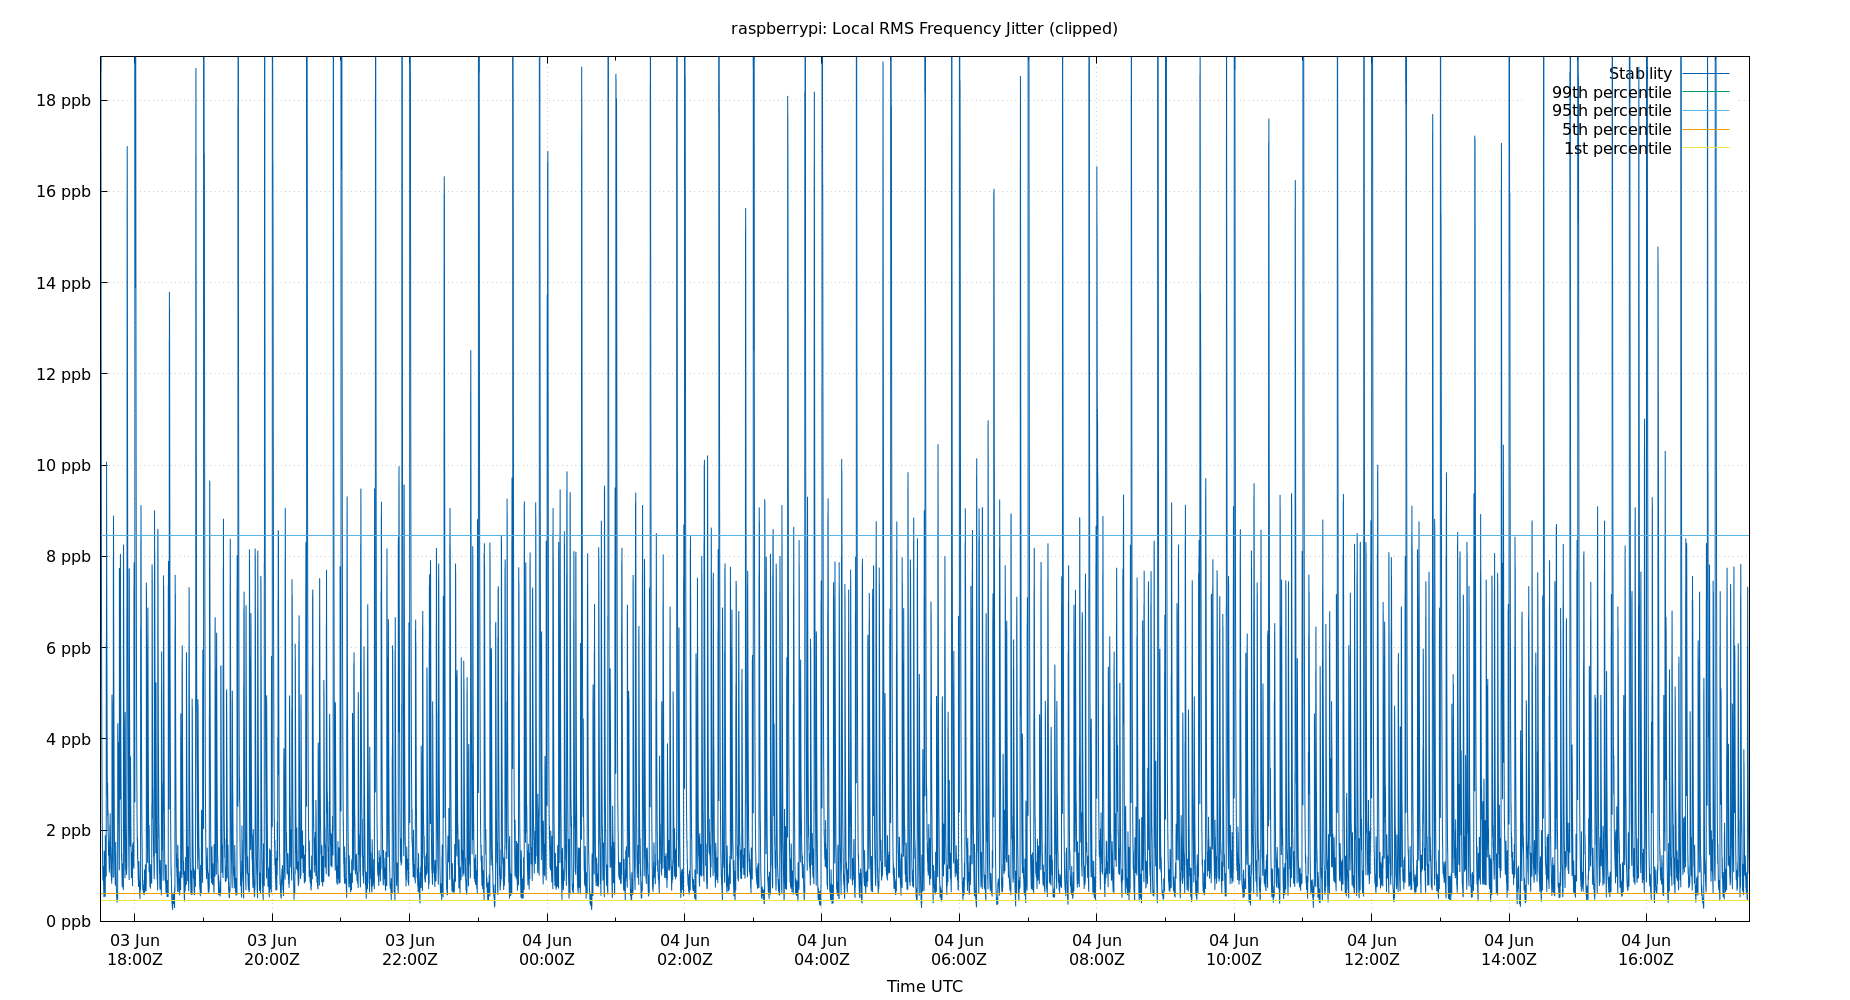 raspberrypi: Local RMS Frequency Jitter (clipped)
Stability
99th percentile
95th percentile
5th percentile
1st percentile
18 ppb
16 ppb
14 ppb
12 ppb
10 ppb
8 ppb
6 ppb
4 ppb
2 ppb
0 ppb
03 Jun 03 Jun 03 Jun 04 Jun 04 Jun 04 Jun 04 Jun 04 Jun 04 Jun 04 Jun 04 Jun 04 Jun
18:00Z 20:00Z 22:00Z 00:00Z 02:00Z 04:00Z 06:00Z 08:00Z 10:00Z 12:00Z 14:00Z 16:00Z
Time UTC